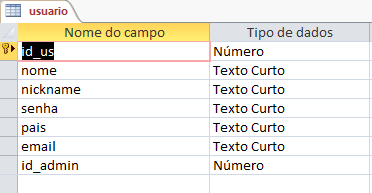 usuario
Nome do campo Tipo de dados
id_us Número
nome Texto Curto
nickname Texto Curto
senha Texto Curto
pais Texto Curto
email Texto Curto
id_admin Número